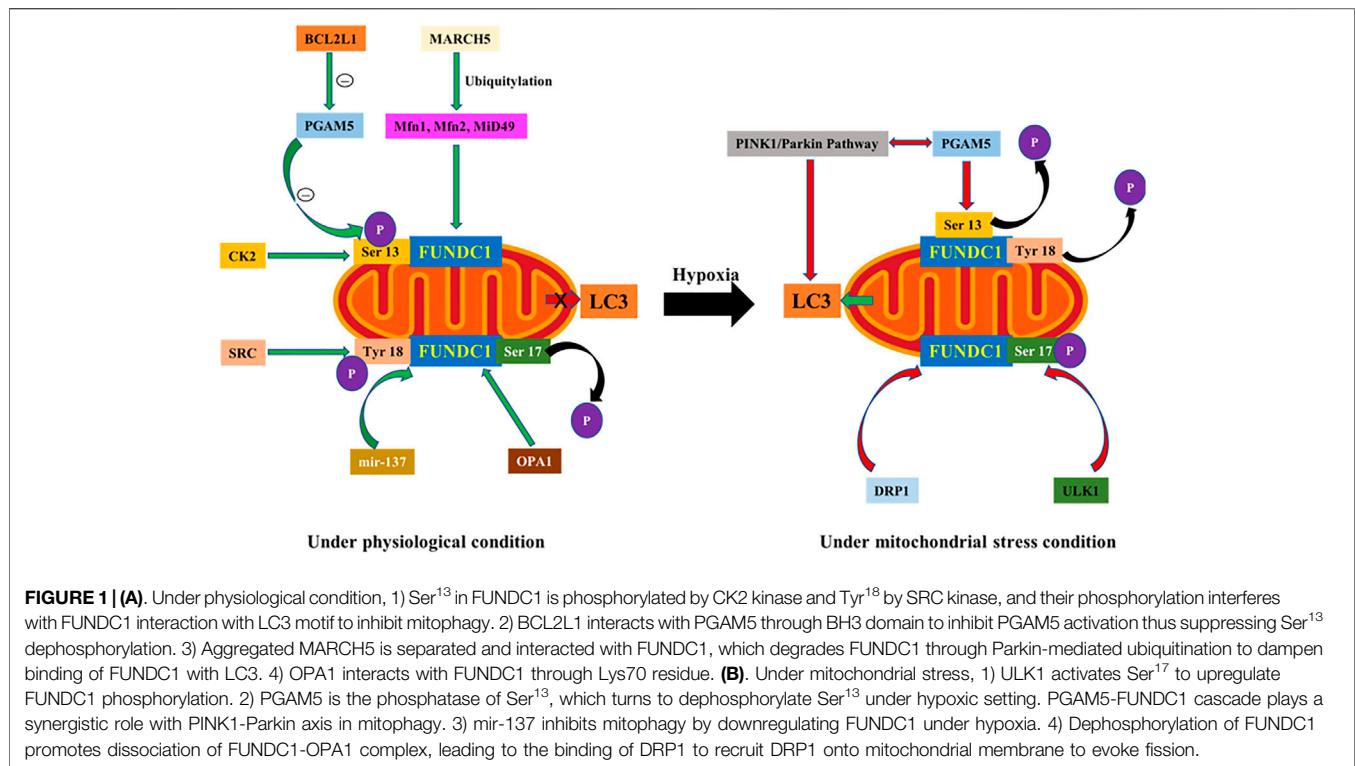 BCL2L1
MARCH5
Ubiquitylation
PGAM5
Mfn1, Mfn2, MiD49
P
Ser 13
FUNDC1
CK2
X
LC3
SRC
Tyr 18
FUNDC1
Ser 17
P
P
mir-137
OPA1
Under physiological condition
Hypoxia
PINK1/Parkin Pathway
PGAM5
P
P
Ser 13
FUNDC1
Tyr 18
LC3
FUNDC1
Ser 17
P
DRP1
ULK1
Under mitochondrial stress condition
FIGURE 1 | (A). Under physiological condition, 1) Ser¹³ in FUNDC1 is phosphorylated by CK2 kinase and Tyr¹⁸ by SRC kinase, and their phosphorylation interferes
with FUNDC1 interaction with LC3 motif to inhibit mitophagy. 2) BCL2L1 interacts with PGAM5 through BH3 domain to inhibit PGAM5 activation thus suppressing Ser¹³
dephosphorylation. 3) Aggregated MARCH5 is separated and interacted with FUNDC1, which degrades FUNDC1 through Parkin-mediated ubiquitination to dampen
binding of FUNDC1 with LC3. 4) OPA1 interacts with FUNDC1 through Lys70 residue. (B). Under mitochondrial stress, 1) ULK1 activates Ser¹⁷ to upregulate
FUNDC1 phosphorylation. 2) PGAM5 is the phosphatase of Ser¹³, which turns to dephosphorylate Ser¹³ under hypoxic setting. PGAM5-FUNDC1 cascade plays a
synergistic role with PINK1-Parkin axis in mitophagy. 3) mir-137 inhibits mitophagy by downregulating FUNDC1 under hypoxia. 4) Dephosphorylation of FUNDC1
promotes dissociation of FUNDC1-OPA1 complex, leading to the binding of DRP1 to recruit DRP1 onto mitochondrial membrane to evoke fission.